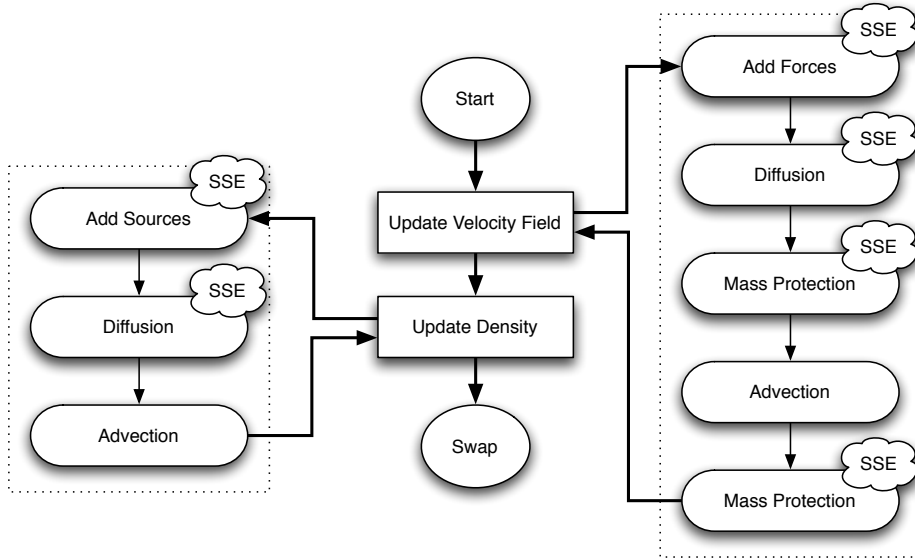 Start
Update Velocity Field
Update Density
Swap
SSE
Add Sources
SSE
Diffusion
Advection
SSE
Add Forces
SSE
Diffusion
SSE
Mass Protection
Advection
SSE
Mass Protection